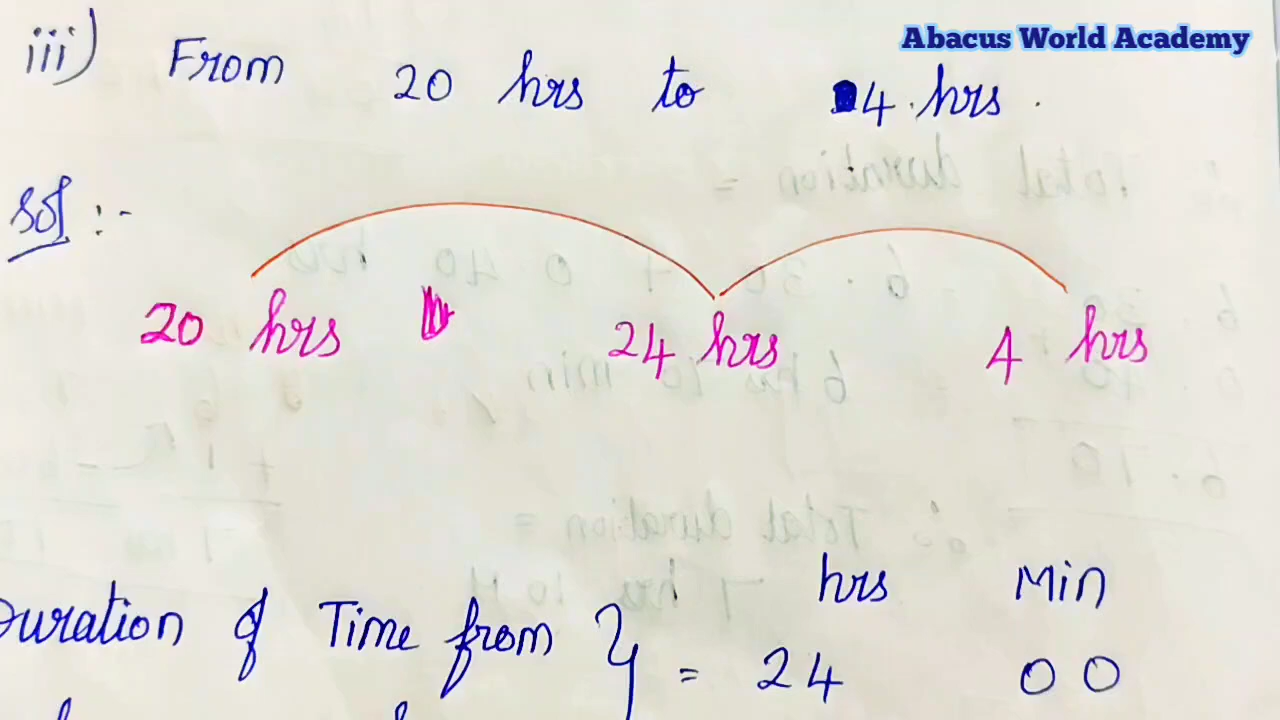 Abacus World Academy
iii) From 20 hrs to 4 hrs.
Sol :-
20 hrs 24 hrs 4 hrs
hrs Min
Duration of Time from } = 24 00